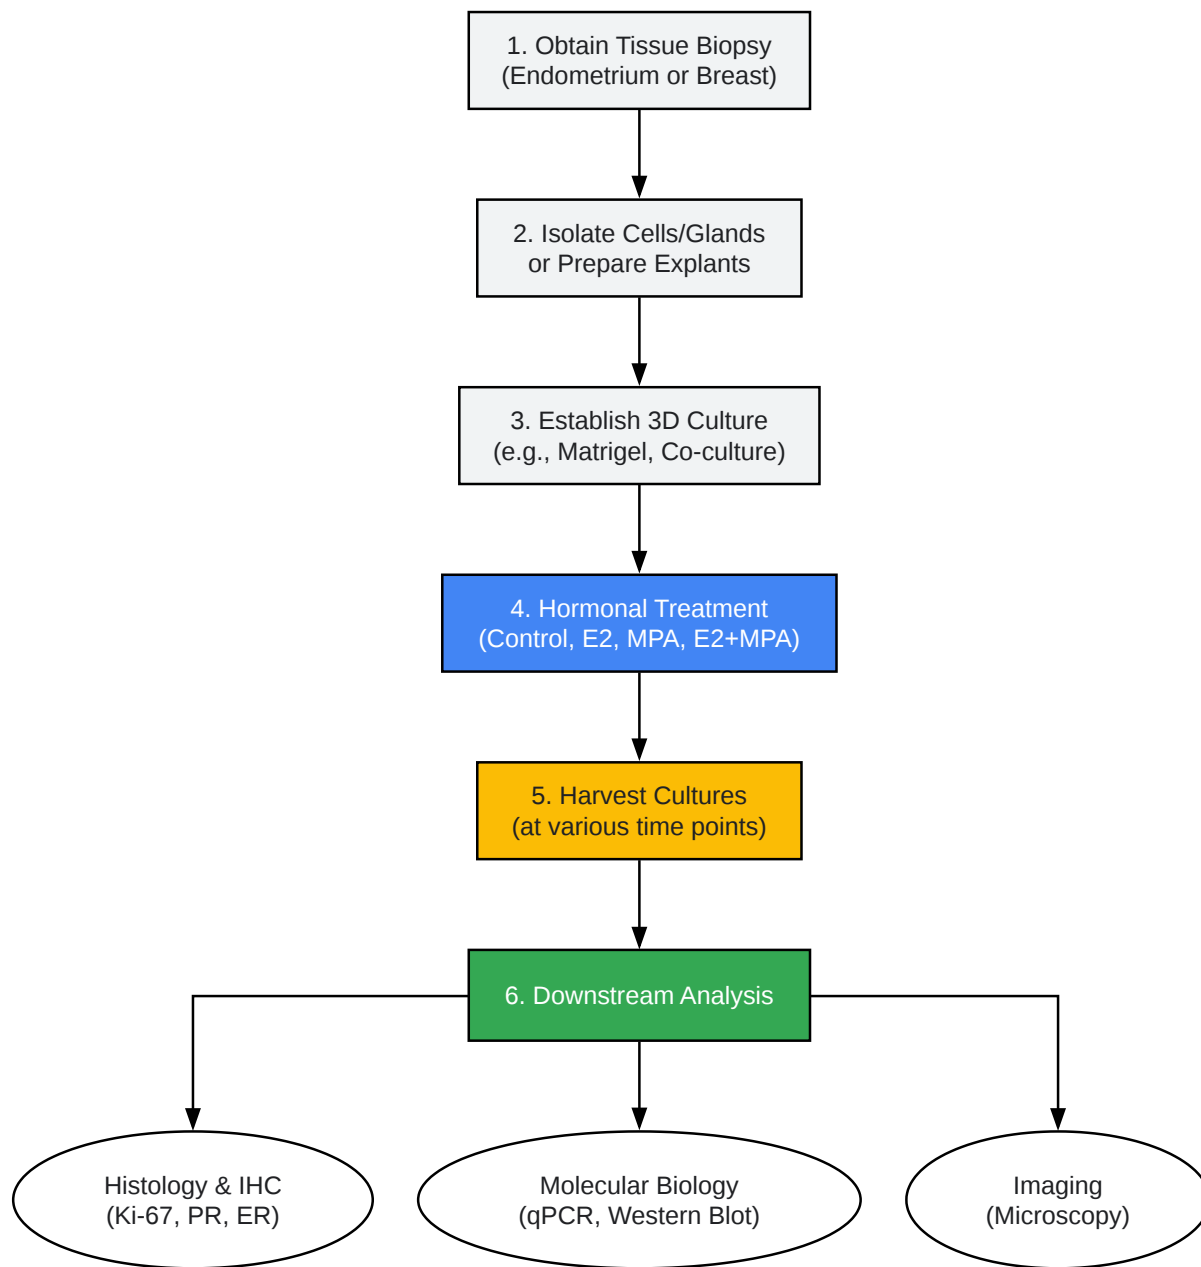 1. Obtain Tissue Biopsy
(Endometrium or Breast)
2. Isolate Cells/Glands
or Prepare Explants
3. Establish 3D Culture
(e.g., Matrigel, Co-culture)
4. Hormonal Treatment
(Control, E2, MPA, E2+MPA)
5. Harvest Cultures
(at various time points)
6. Downstream Analysis
Histology & IHC
(Ki-67, PR, ER)
Molecular Biology
(qPCR, Western Blot)
Imaging
(Microscopy)